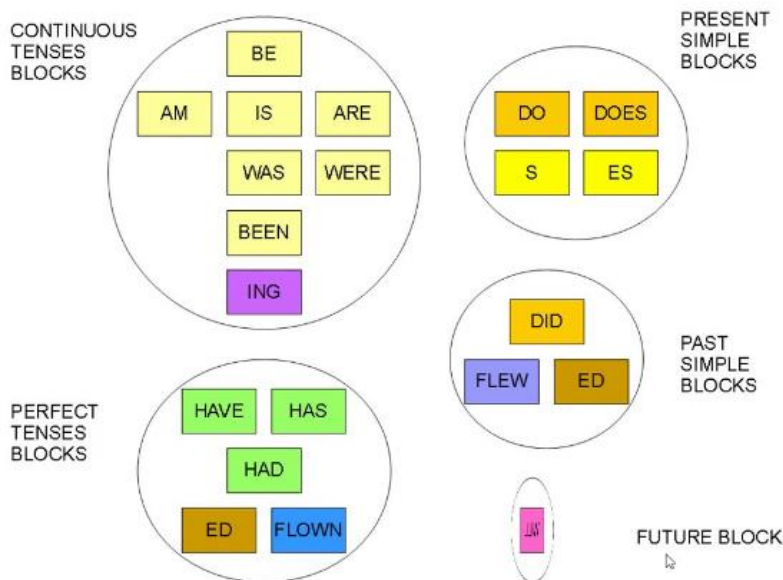 CONTINUOUS
TENSES
BLOCKS
BE
AM IS ARE
WAS WERE
BEEN
ING
PRESENT
SIMPLE
BLOCKS
DO DOES
S ES
PERFECT
TENSES
BLOCKS
HAVE HAS
HAD
ED FLOWN
DID
FLEW ED
PAST
SIMPLE
BLOCKS
FUTURE BLOCK